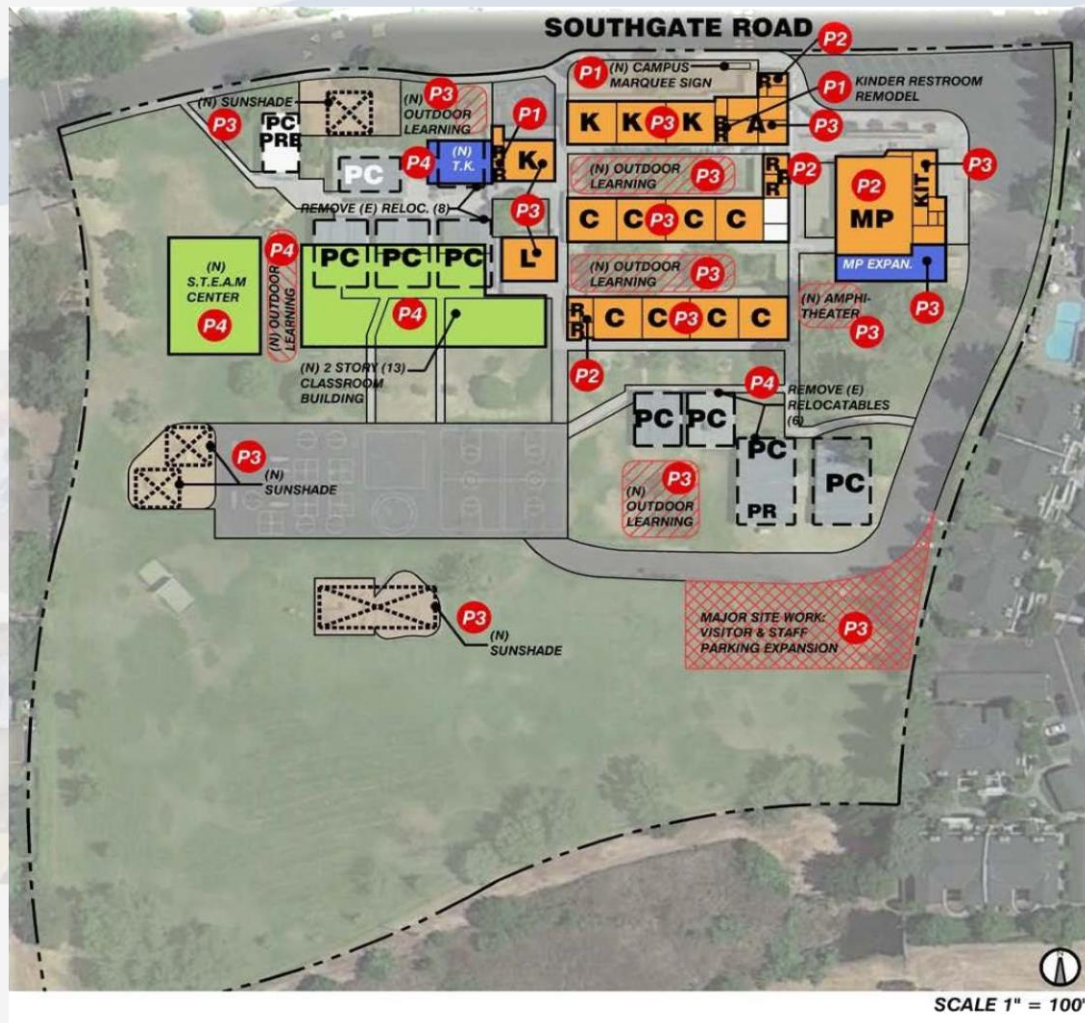 SOUTHGATE ROAD
P2
P1
(N) CAMPUS
MARQUEE SIGN
R
P1
KINDER RESTROOM
REMODEL
(N) SUNSHADE
P3
(N)
OUTDOOR
LEARNING
P3
PC
PRE
P1
K K K
P3
R
R
A
P3
P4
(N)
T.K.
R
R
K
PC
P3
(N) OUTDOOR
LEARNING
P3
R
R
R
P2
P2
MP
KIT.
P3
REMOVE (E) RELOC. (8)
C C C C
P3
PC PC PC
L
(N)
S.T.E.A.M
CENTER
P4
P4
(N) OUTDOOR
LEARNING
P4
(N) OUTDOOR
LEARNING
P3
MP EXPAN.
P3
(N) AMPHI-
THEATER
P3
R
R
C C C C
P3
P2
(N) 2 STORY (13)
CLASSROOM
BUILDING
P4
REMOVE (E)
RELOCATABLES
(6)
PC PC
PC
PR
PC
P3
(N)
SUNSHADE
P3
(N)
OUTDOOR
LEARNING
P3
(N)
SUNSHADE
MAJOR SITE WORK:
VISITOR & STAFF
PARKING EXPANSION
P3
SCALE 1" = 100'